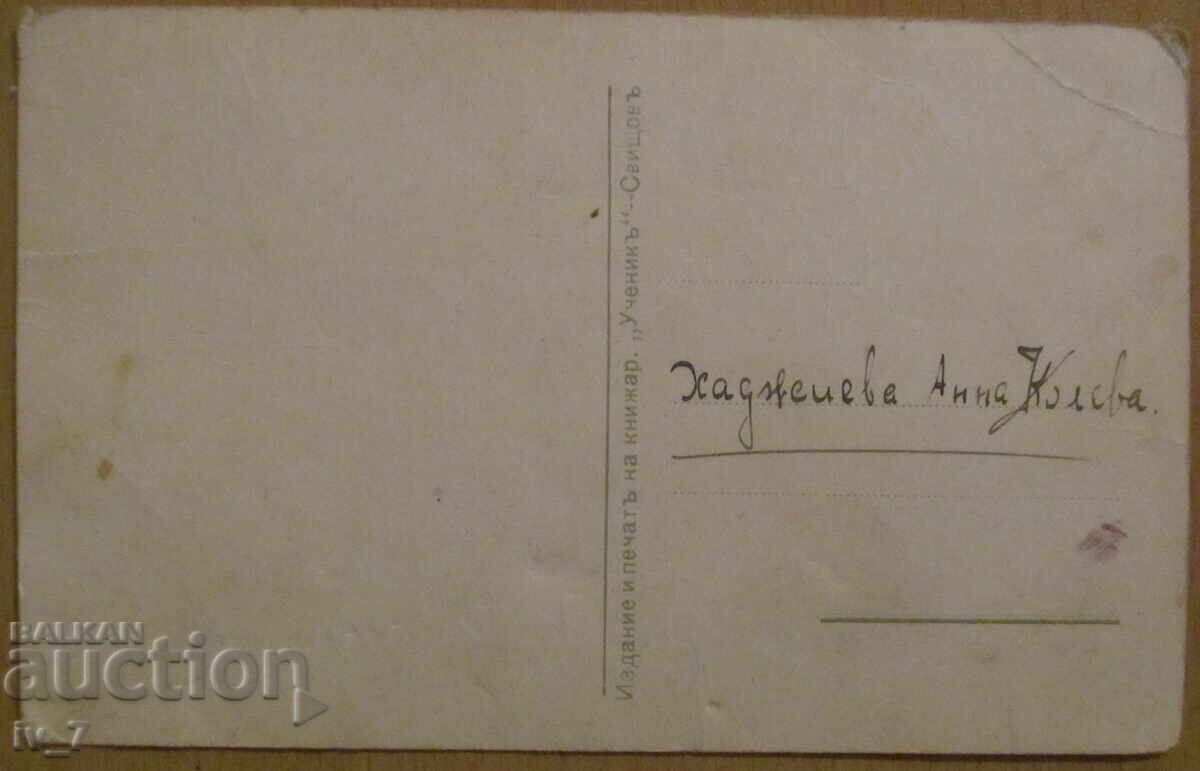 Издание и печатъ на книжар. „Ученикъ“--Свищовъ
Хаджиева Анна Колева.
BALKAN
auction
iv_7